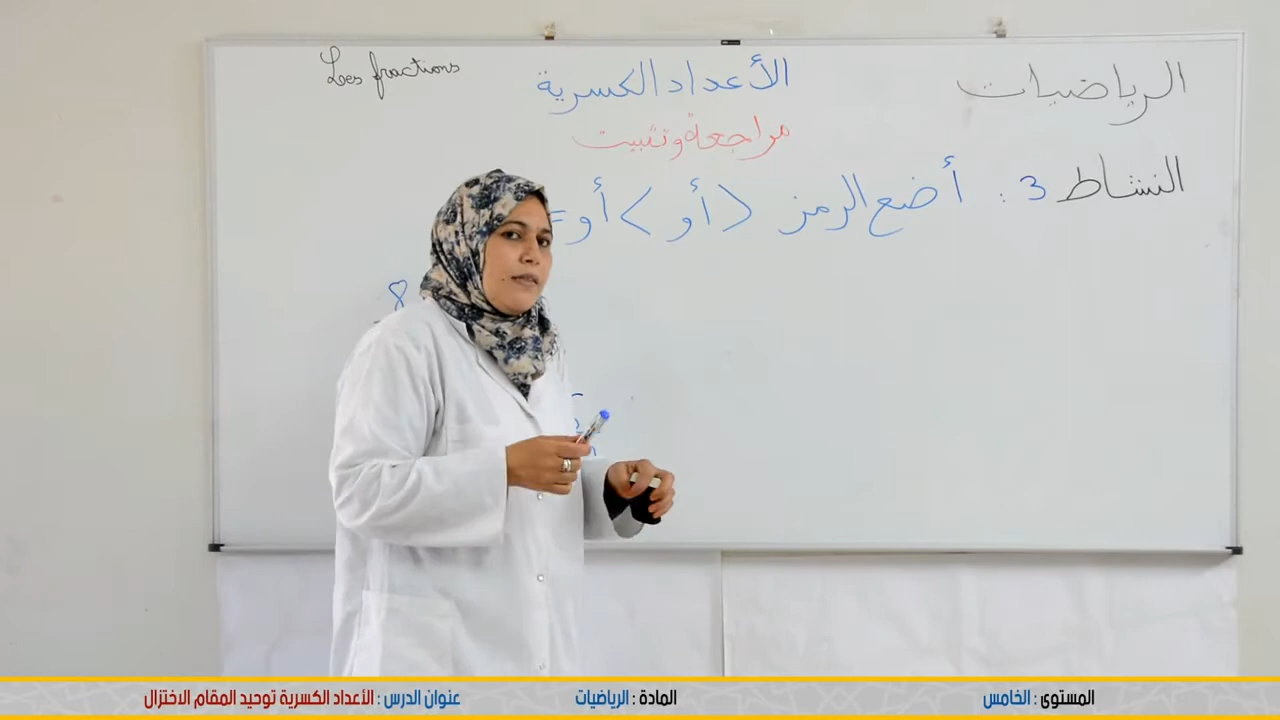 الرياضيات
الأعداد الكسرية
Les fractions
مراجعة وتثبيت
النشاط 3 : أضع الرمز > أو < أو =
8
المستوى : الخامس
المادة : الرياضيات
عنوان الدرس : الأعداد الكسرية توحيد المقام الاختزال